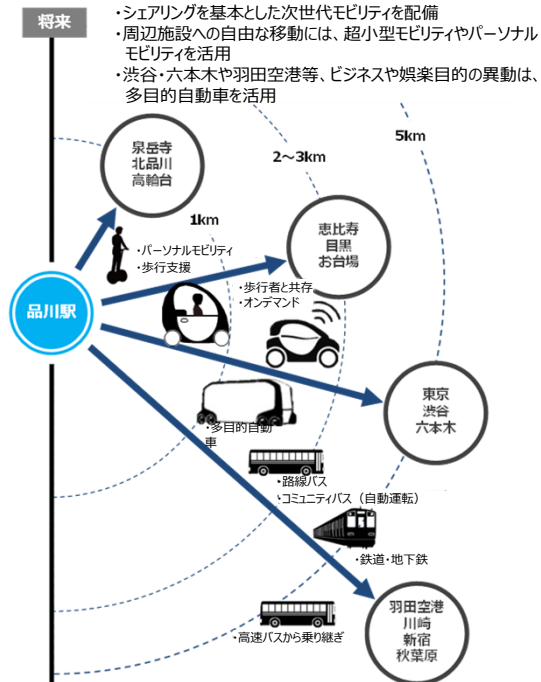 将来
・シェアリングを基本とした次世代モビリティを配備
・周辺施設への自由な移動には、超小型モビリティやパーソナル
モビリティを活用
・渋谷・六本木や羽田空港等、ビジネスや娯楽目的の異動は、
多目的自動車を活用
5km
2～3km
1km
泉岳寺
北品川
高輪台
恵比寿
目黒
お台場
・パーソナルモビリティ
・歩行支援
・歩行者と共存
・オンデマンド
品川駅
東京
渋谷
六本木
・多目的自動
車
・路線バス
・コミュニティバス（自動運転）
・鉄道・地下鉄
羽田空港
川崎
新宿
秋葉原
・高速バスから乗り継ぎ